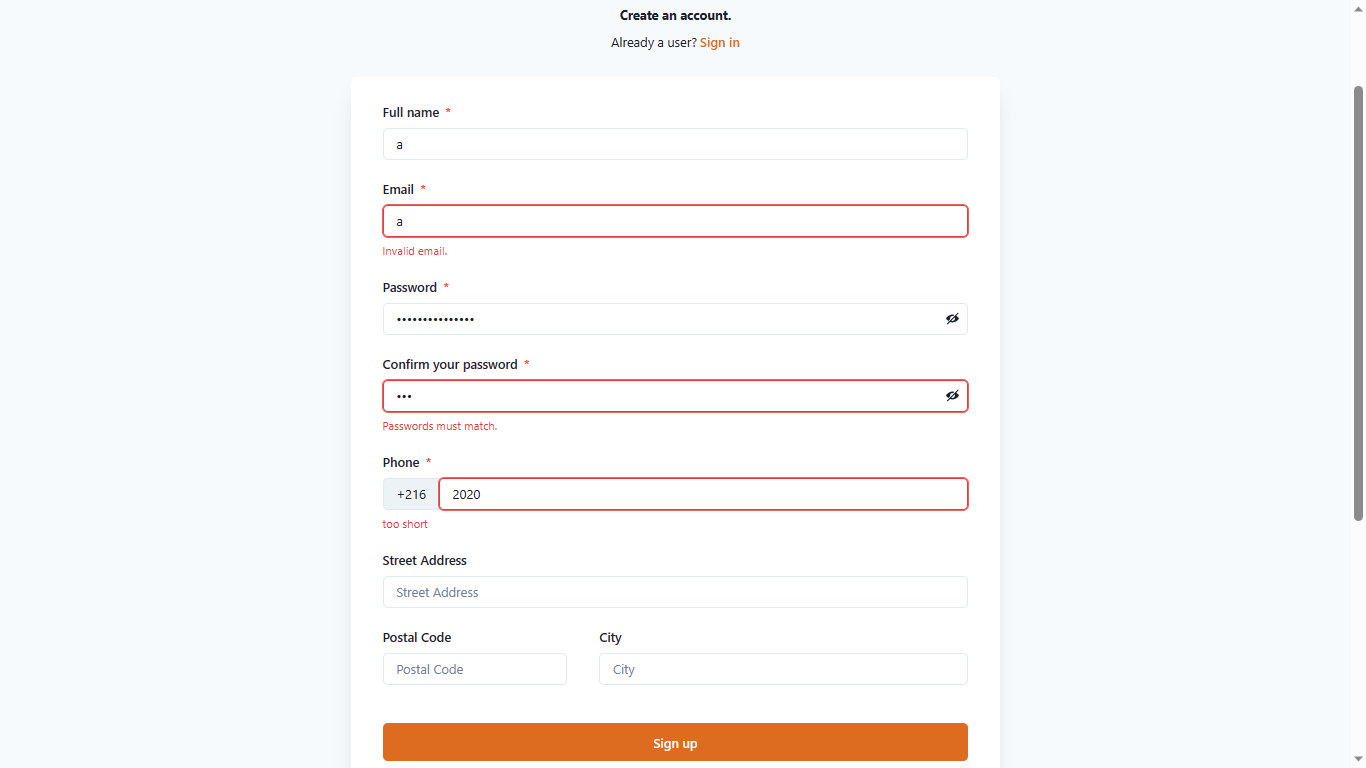 Create an account.
Already a user? Sign in
Full name *
a
Email *
a
Invalid email.
Password *
•••••••••••••••
Confirm your password *
•••
Passwords must match.
Phone *
+216 2020
too short
Street Address
Street Address
Postal Code City
Postal Code City
Sign up